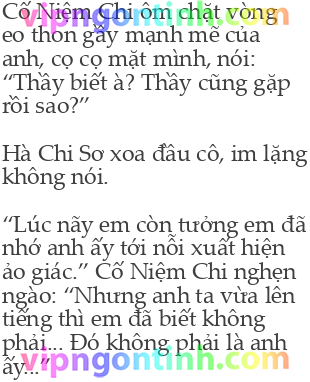 Cố Niệm Chi ôm chặt vòng
vipngontinh.com
eo thon gầy mạnh mẽ của
anh, cọ cọ mặt mình, nói:
“Thầy biết à? Thầy cũng gặp
rồi sao?”
Hà Chi Sơ xoa đầu cô, im lặng
không nói.
“Lúc nãy em còn tưởng em đã
nhớ anh ấy tới nỗi xuất hiện
ảo giác.” Cố Niệm Chi nghẹn
ngào: “Nhưng anh ta vừa lên
tiếng thì em đã biết không
phải... Đó không phải là anh
vipngontinh.com
ấy...”